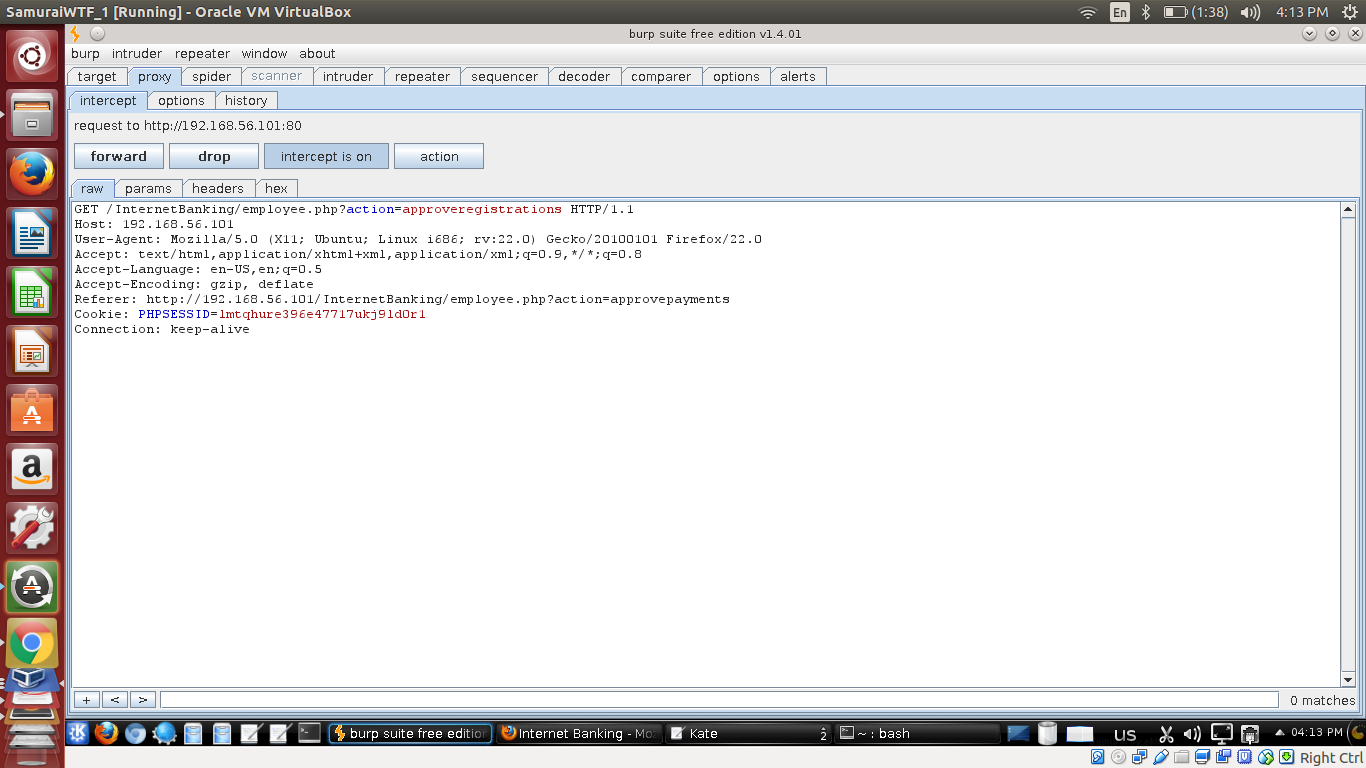 SamuraiWTF_1 [Running] - Oracle VM VirtualBox
En
(1:38)
4:13 PM
burp suite free edition v1.4.01
burp intruder repeater window about
target proxy spider scanner intruder repeater sequencer decoder comparer options alerts
intercept options history
request to http://192.168.56.101:80
forward drop intercept is on action
raw params headers hex
GET /InternetBanking/employee.php?action=approveregistrations HTTP/1.1
Host: 192.168.56.101
User-Agent: Mozilla/5.0 (X11; Ubuntu; Linux i686; rv:22.0) Gecko/20100101 Firefox/22.0
Accept: text/html,application/xhtml+xml,application/xml;q=0.9,*/*;q=0.8
Accept-Language: en-US,en;q=0.5
Accept-Encoding: gzip, deflate
Referer: http://192.168.56.101/InternetBanking/employee.php?action=approvepayments
Cookie: PHPSESSID=lmtqhure396e47717ukj9ld0r1
Connection: keep-alive
+ < > 0 matches
burp suite free edition Internet Banking - Moz Kate 2 ~ : bash US 04:13 PM
Right Ctrl